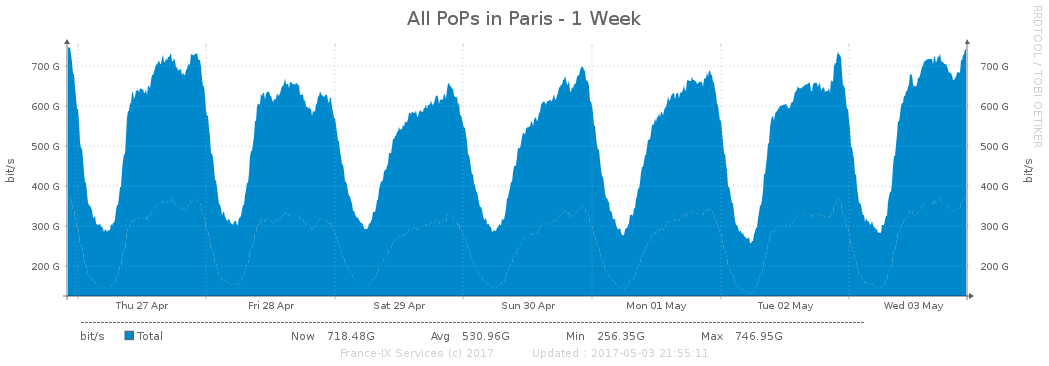 All PoPs in Paris - 1 Week
RRDTOOL / TOBI OETIKER
bit/s
700 G
600 G
500 G
400 G
300 G
200 G
700 G
600 G
500 G
400 G
300 G
200 G
bit/s
Thu 27 Apr Fri 28 Apr Sat 29 Apr Sun 30 Apr Mon 01 May Tue 02 May Wed 03 May
bit/s Total Now 718.48G Avg 530.96G Min 256.35G Max 746.95G
France-IX Services (c) 2017 Updated : 2017-05-03 21:55:11